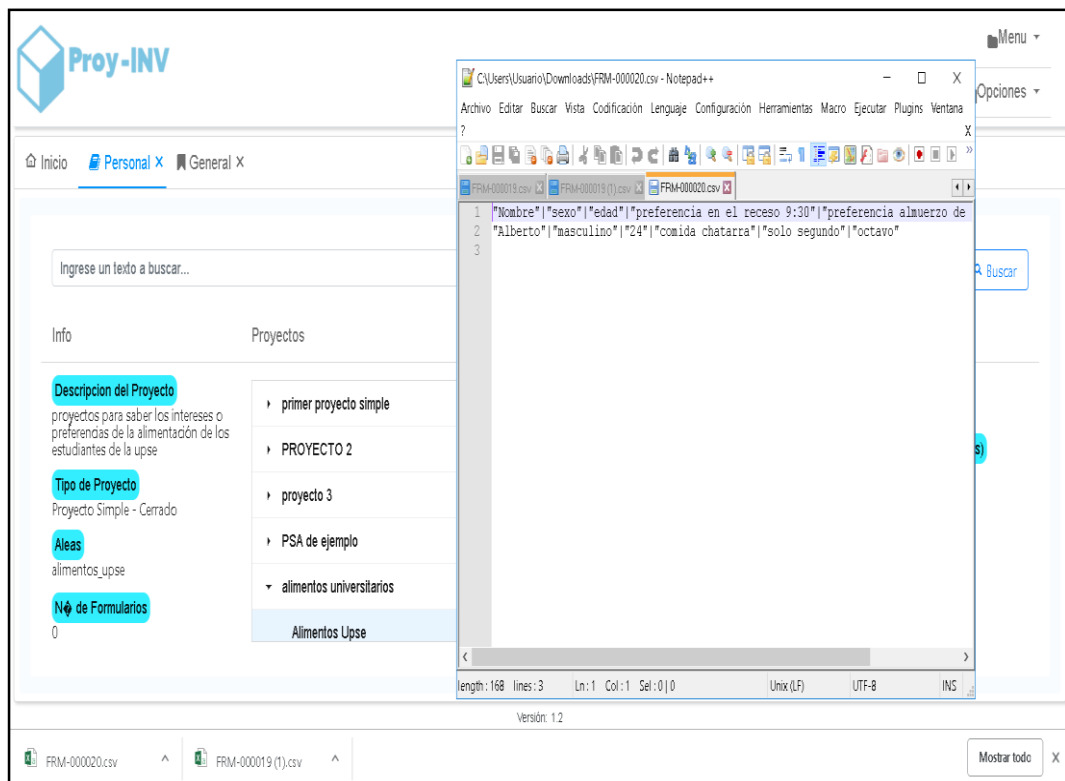 Proy-INV
Menu
Opciones
Inicio
Personal ×
General ×
Ingrese un texto a buscar...
Buscar
Info
Proyectos
Descripcion del Proyecto
proyectos para saber los intereses o
preferencias de la alimentación de los
estudiantes de la upse
Tipo de Proyecto
Proyecto Simple - Cerrado
Aleas
alimentos_upse
N� de Formularios
0
primer proyecto simple
PROYECTO 2
proyecto 3
PSA de ejemplo
alimentos universitarios
Alimentos Upse
s)
C:\Users\Usuario\Downloads\FRM-000020.csv - Notepad++
Archivo Editar Buscar Vista Codificación Lenguaje Configuración Herramientas Macro Ejecutar Plugins Ventana
? X
FRM-000019.csv FRM-000019 (1).csv FRM-000020.csv
1 "Nombre"|"sexo"|"edad"|"preferencia en el receso 9:30"|"preferencia almuerzo de
2 "Alberto"|"masculino"|"24"|"comida chatarra"|"solo segundo"|"octavo"
3
length : 168 lines : 3 Ln : 1 Col : 1 Sel : 0 | 0 Unix (LF) UTF-8 INS
Versión: 1.2
FRM-000020.csv
FRM-000019 (1).csv
Mostrar todo X